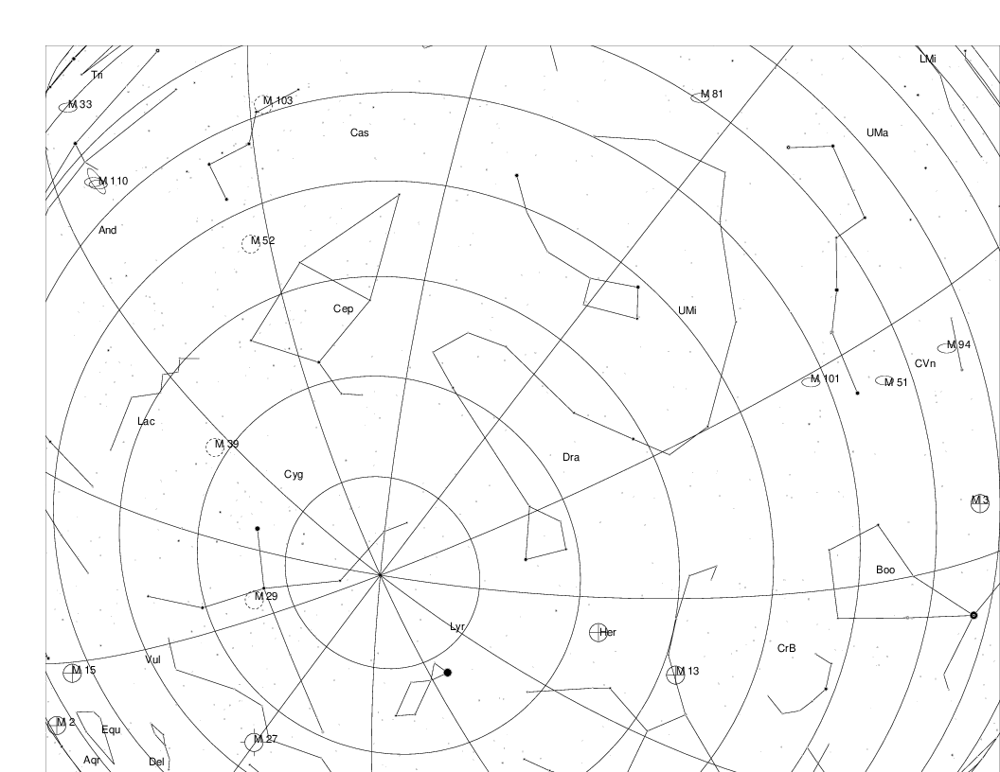 LMi
Tri
M 81
M 103
M 33
Cas
UMa
M 110
And
M 52
Cep
UMi
M 94
CVn
M 101
M 51
Lac
M 39
Dra
Cyg
M 3
Boo
M 29
Lyr
Her
CrB
Vul
M 15
M 13
M 2
Equ
M 27
Aqr
Del